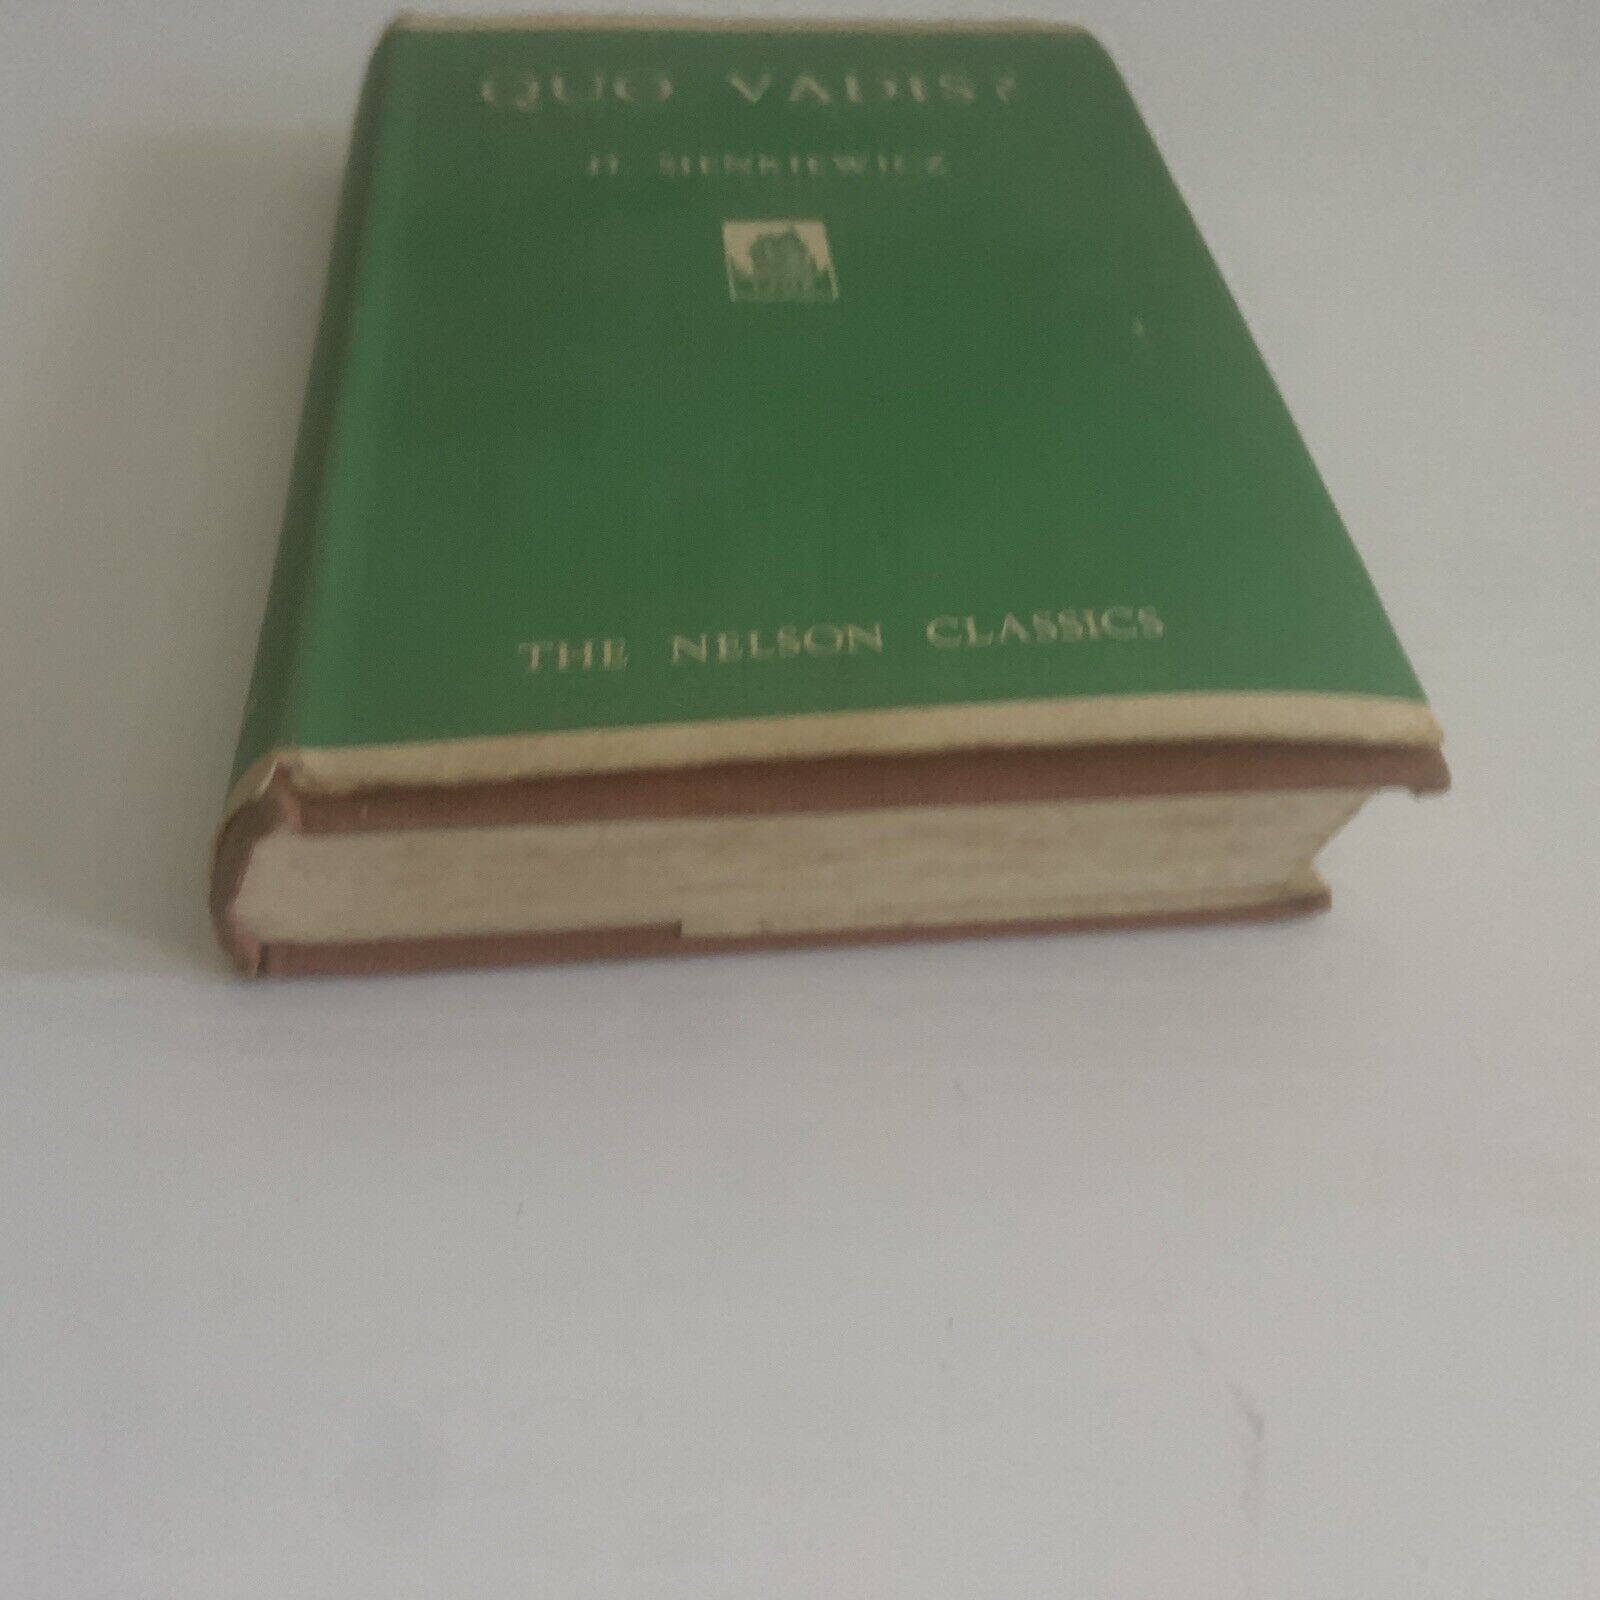 QUO VADIS?
H. SIENKIEWICZ
THE NELSON CLASSICS